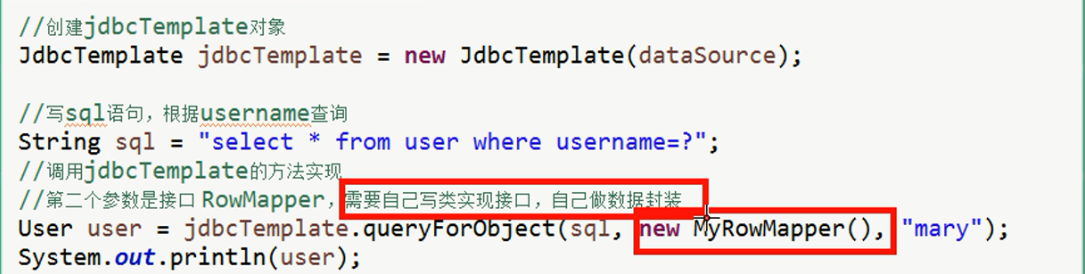 //创建jdbcTemplate对象
JdbcTemplate jdbcTemplate = new JdbcTemplate(dataSource);
//写sql语句，根据username查询
String sql = "select * from user where username=?";
//调用jdbcTemplate的方法实现
//第二个参数是接口 RowMapper，需要自己写类实现接口，自己做数据封装
User user = jdbcTemplate.queryForObject(sql, new MyRowMapper(), "mary");
System.out.println(user);